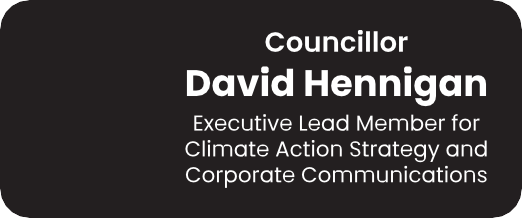 Councillor
David Hennigan
Executive Lead Member for
Climate Action Strategy and
Corporate Communications